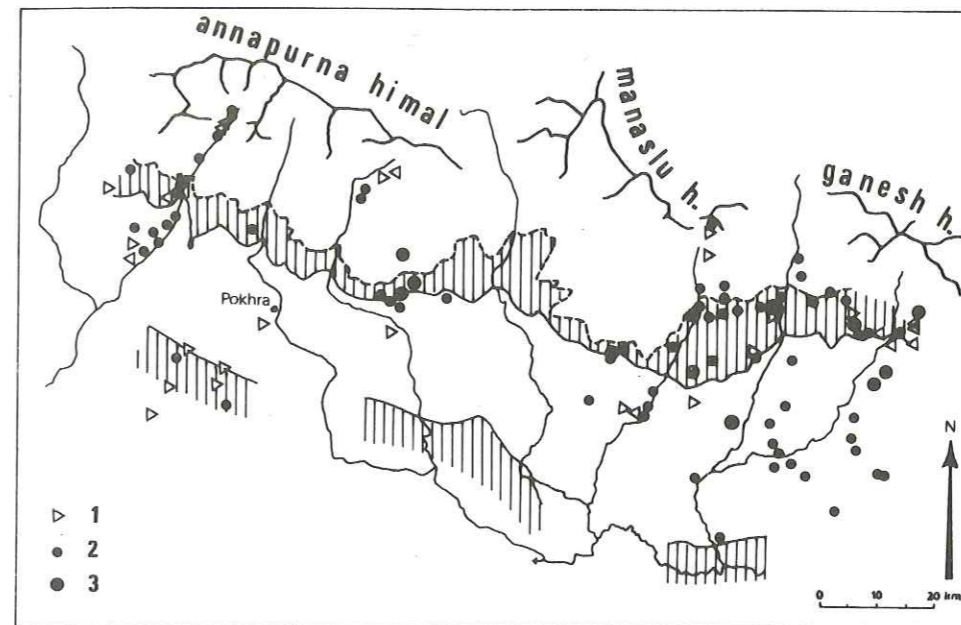 annapurna himal
manaslu h.
ganesh h.
Pokhra
N
1
2
3
0 10 20 km